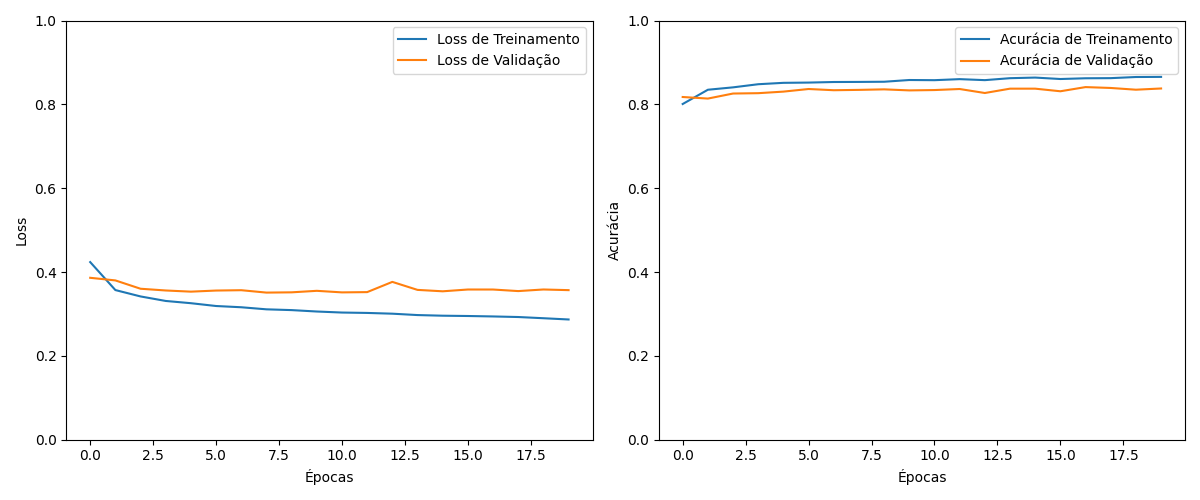 1.0
0.8
0.6
0.4
0.2
0.0
Loss
Loss de Treinamento
Loss de Validação
0.0 2.5 5.0 7.5 10.0 12.5 15.0 17.5
Épocas
1.0
0.8
0.6
0.4
0.2
0.0
Acurácia
Acurácia de Treinamento
Acurácia de Validação
0.0 2.5 5.0 7.5 10.0 12.5 15.0 17.5
Épocas